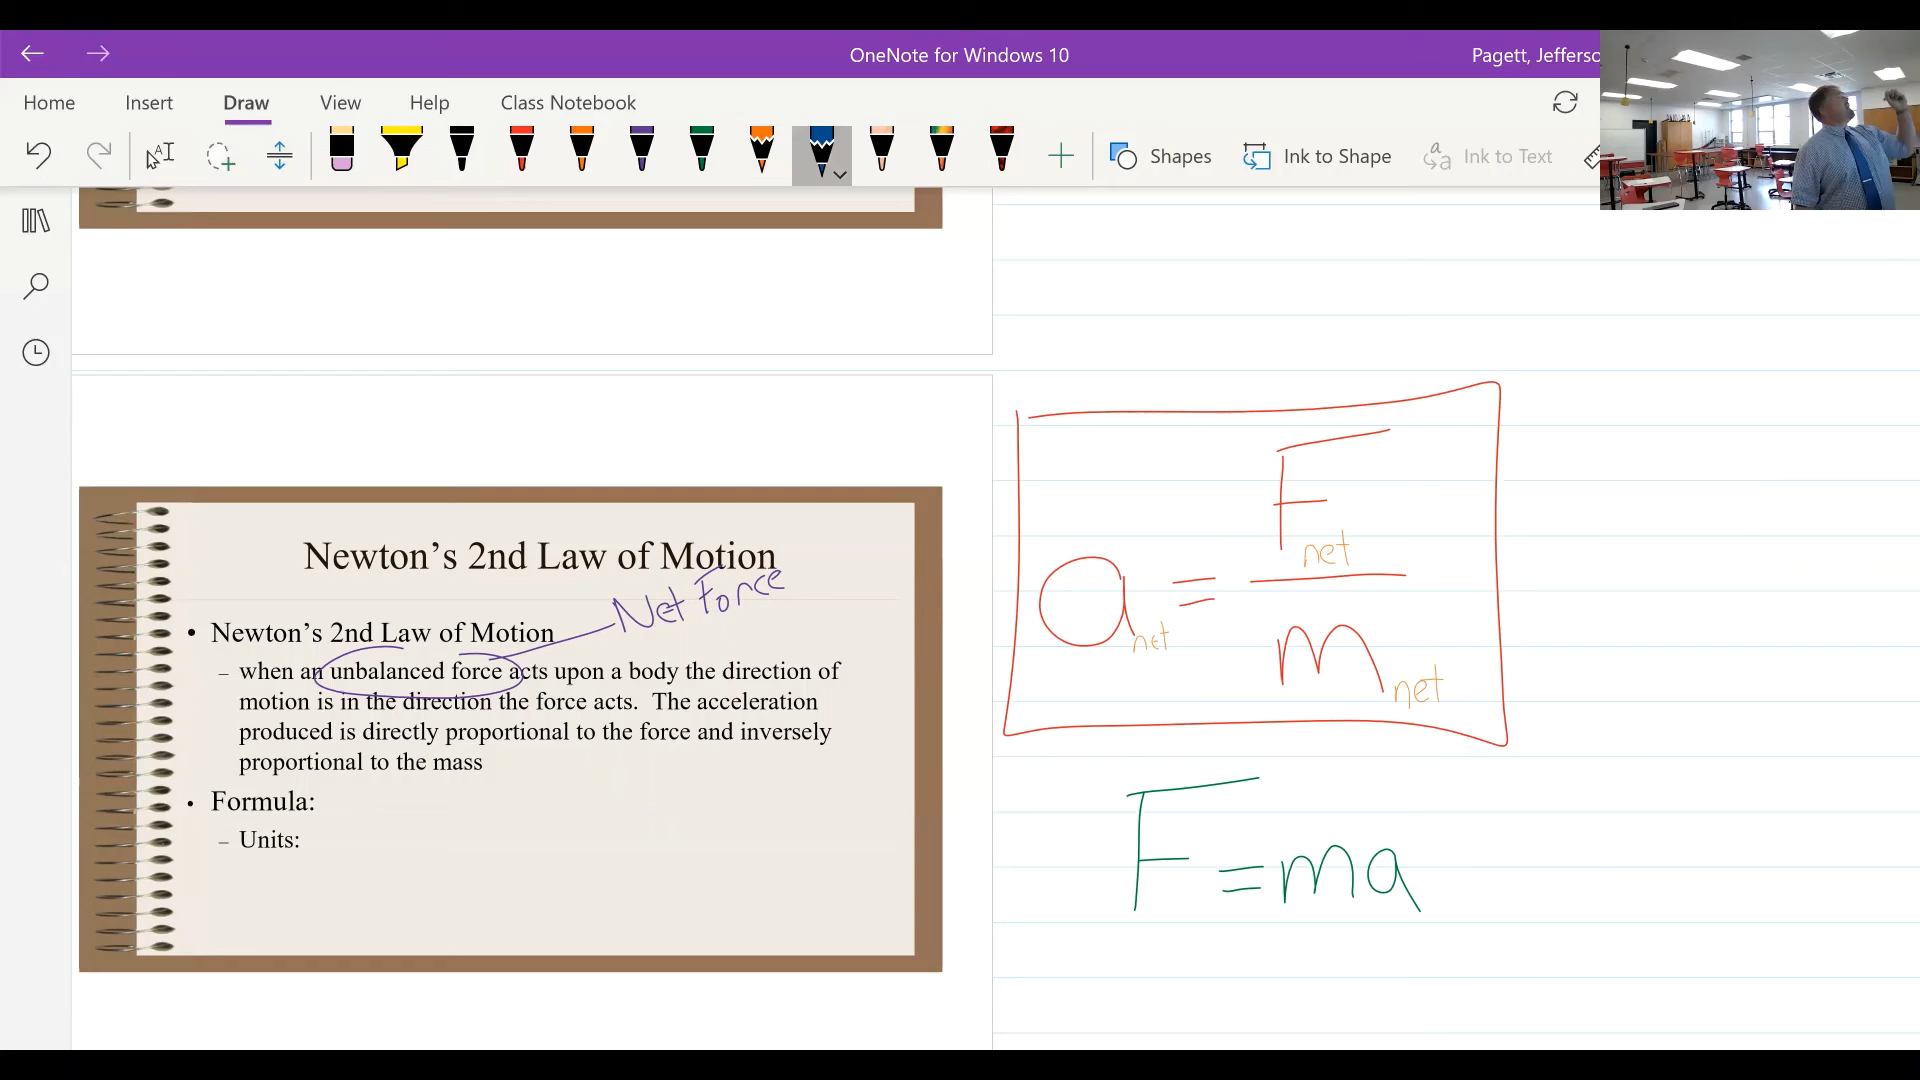 OneNote for Windows 10
Pagett, Jefferso
Home Insert Draw View Help Class Notebook
Shapes Ink to Shape Ink to Text
Newton's 2nd Law of Motion
Net Force
• Newton's 2nd Law of Motion
– when an unbalanced force acts upon a body the direction of
motion is in the direction the force acts. The acceleration
produced is directly proportional to the force and inversely
proportional to the mass
• Formula:
– Units:
F net
a net =
m net
F = ma